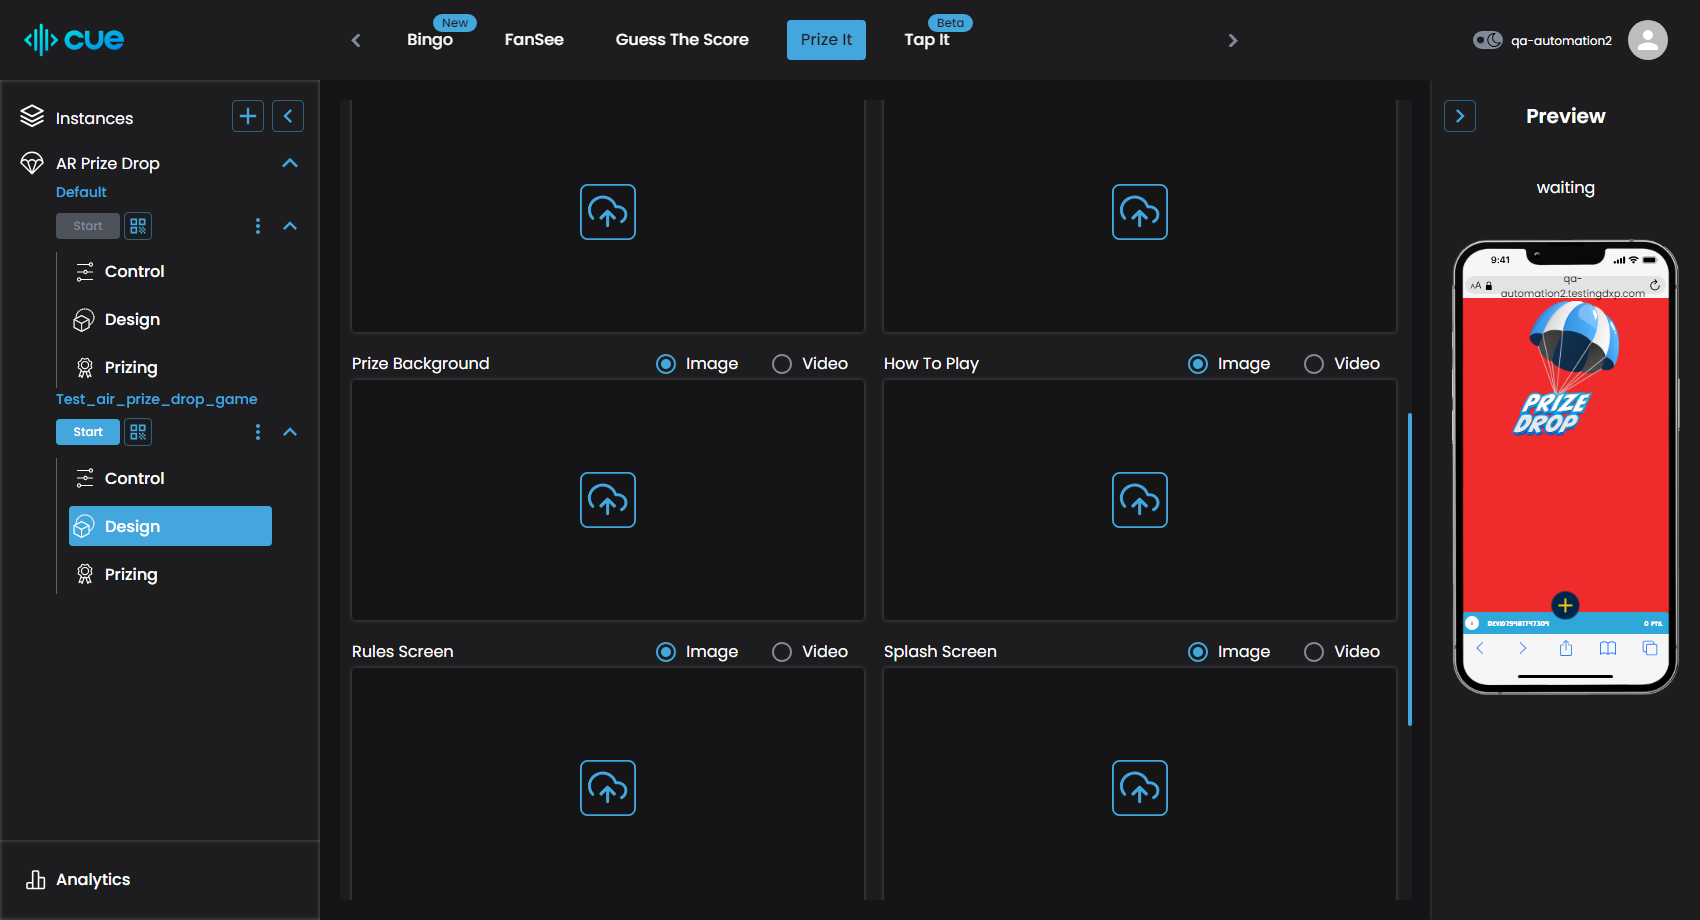 cue
Bingo
New
FanSee
Guess The Score
Prize It
Tap It
Beta
qa-automation2
Instances
AR Prize Drop
Default
Start
Control
Design
Prizing
Test_air_prize_drop_game
Start
Control
Design
Prizing
Analytics
Prize Background
Image
Video
How To Play
Image
Video
Rules Screen
Image
Video
Splash Screen
Image
Video
Preview
waiting
9:41
AA
qa-
automation2.testingdxp.com
PRIZE
DROP
0 PTS.